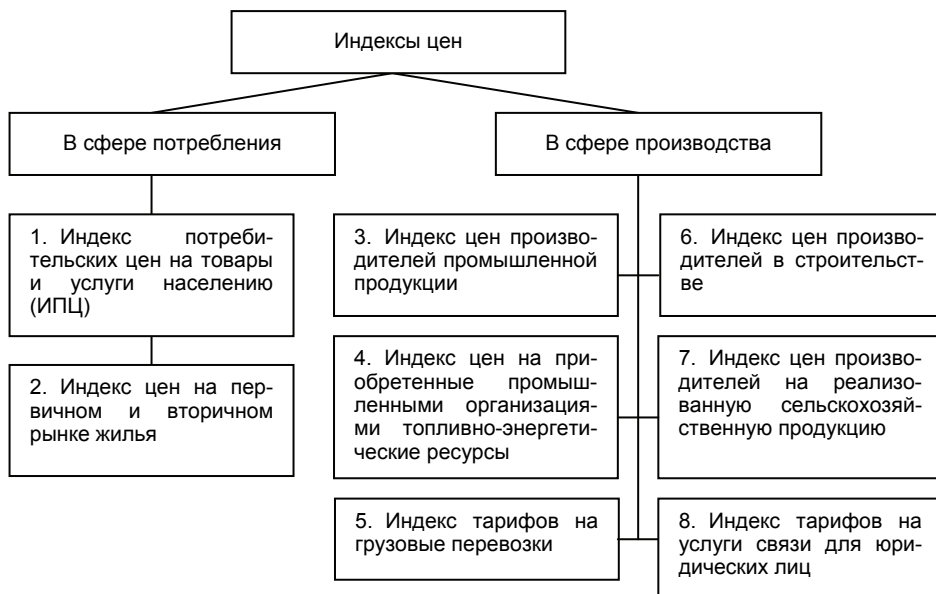 Индексы цен
В сфере потребления
В сфере производства
1. Индекс потреби-
тельских цен на товары
и услуги населению
(ИПЦ)
2. Индекс цен на пер-
вичном и вторичном
рынке жилья
3. Индекс цен произво-
дителей промышленной
продукции
4. Индекс цен на при-
обретенные промыш-
ленными организация-
ми топливно-энергети-
ческие ресурсы
5. Индекс тарифов на
грузовые перевозки
6. Индекс цен произво-
дителей в строительст-
ве
7. Индекс цен произво-
дителей на реализо-
ванную сельскохозяй-
ственную продукцию
8. Индекс тарифов на
услуги связи для юри-
дических лиц